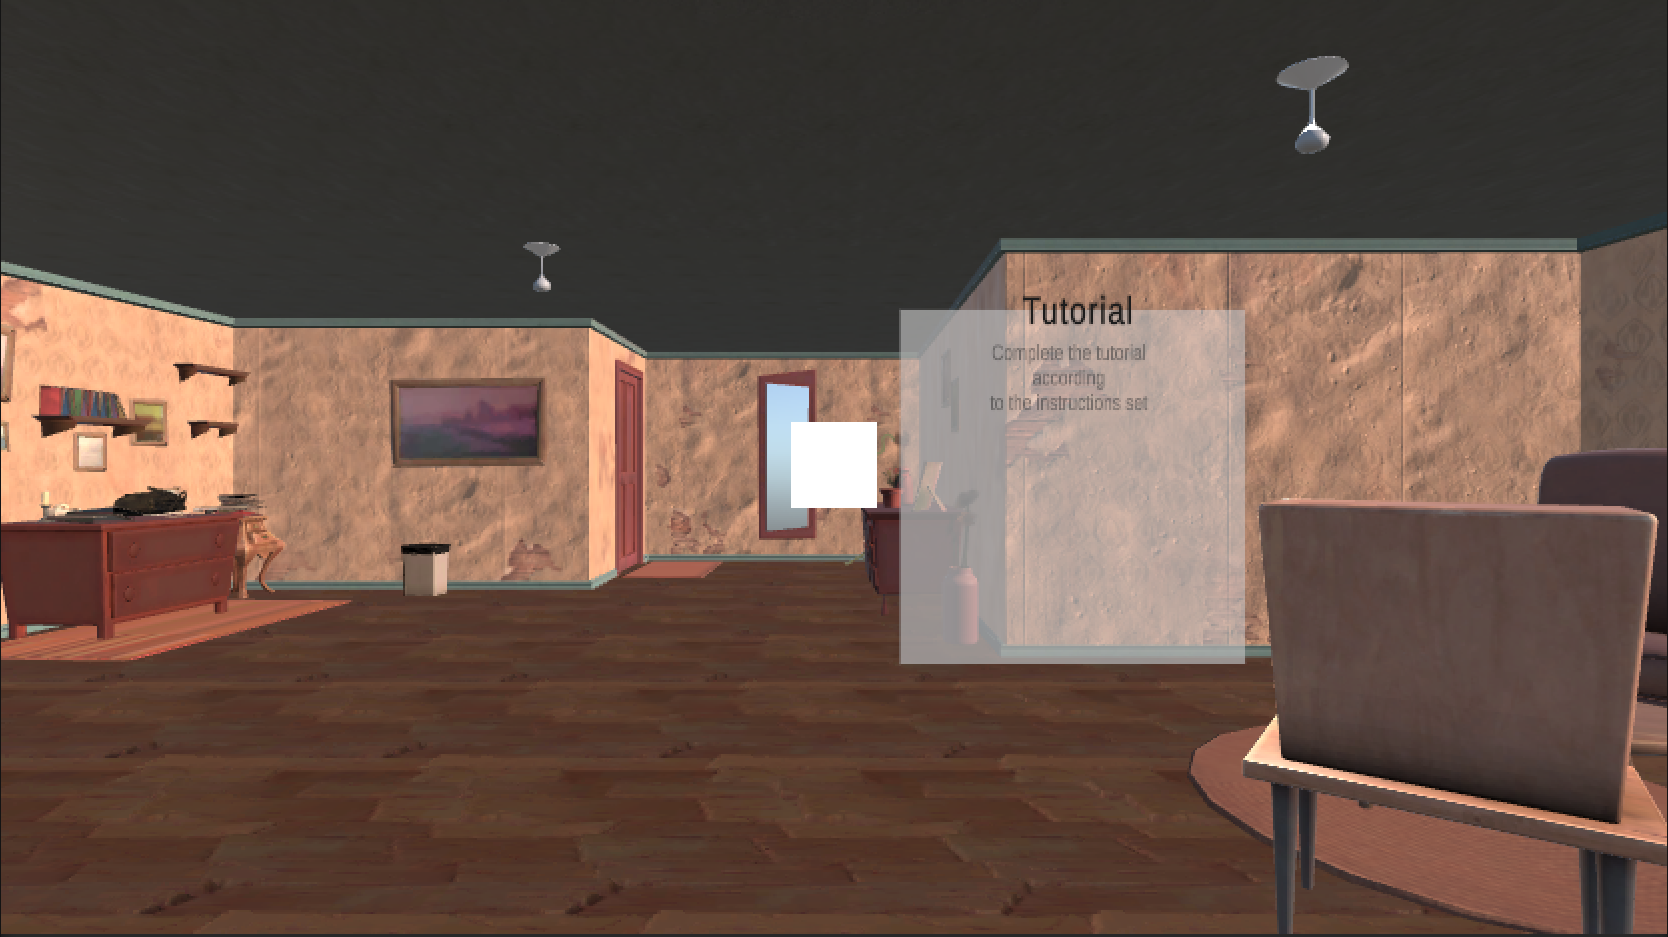 Tutorial
Complete the tutorial
according
to the instructions set